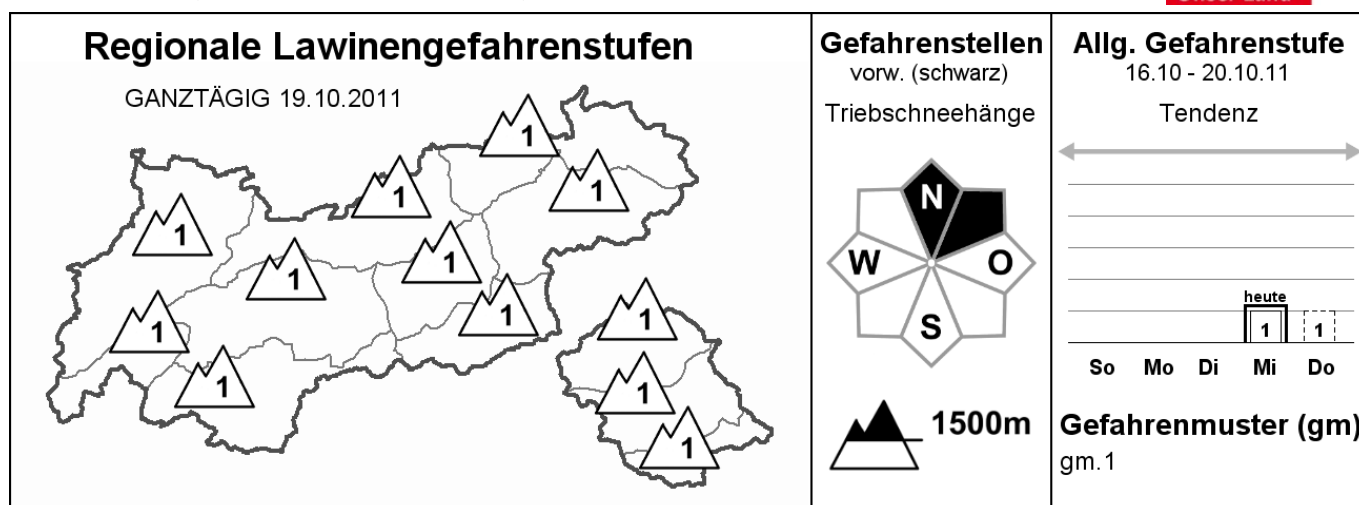 Regionale Lawinengefahrenstufen
GANZTÄGIG 19.10.2011
1
1
1
1
1
1
1
1
1
1
1
1
Gefahrenstellen
vorw. (schwarz)
Triebschneehänge
N
W
O
S
1500m
Allg. Gefahrenstufe
16.10 - 20.10.11
Tendenz
heute
1 1
So Mo Di Mi Do
Gefahrenmuster (gm)
gm.1